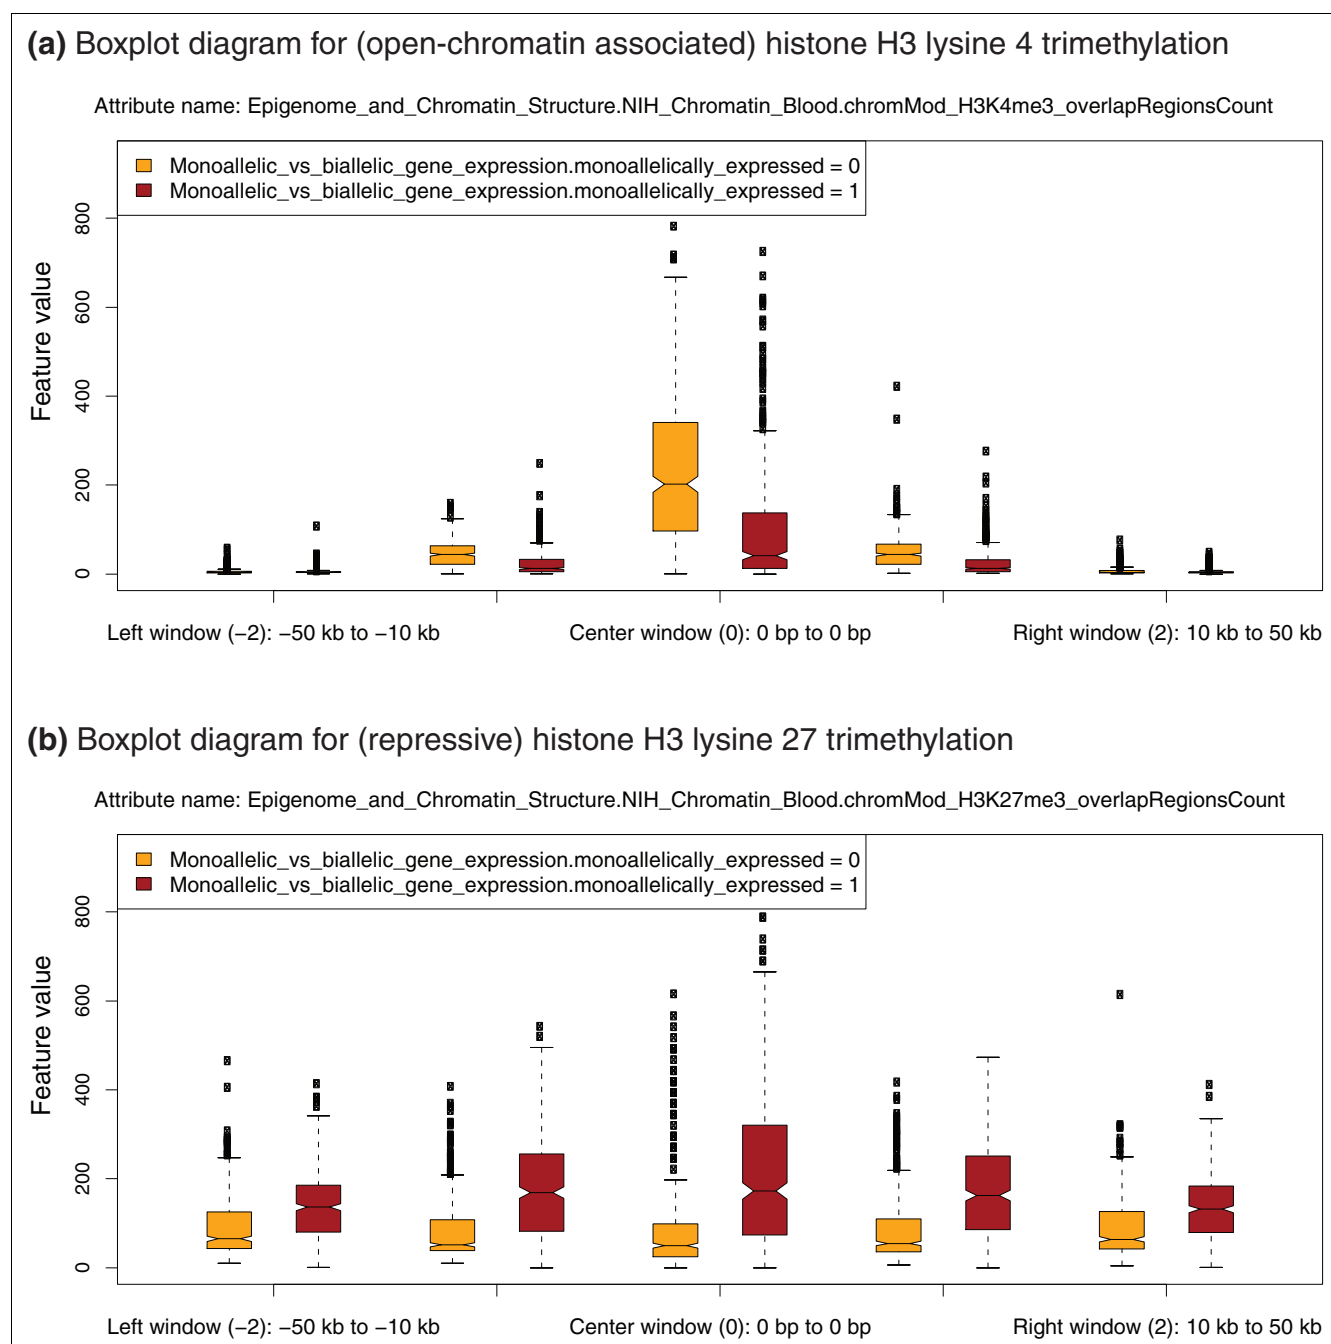 (a) Boxplot diagram for (open-chromatin associated) histone H3 lysine 4 trimethylation
Attribute name: Epigenome_and_Chromatin_Structure.NIH_Chromatin_Blood.chromMod_H3K4me3_overlapRegionsCount
Monoallelic_vs_biallelic_gene_expression.monoallelically_expressed = 0
Monoallelic_vs_biallelic_gene_expression.monoallelically_expressed = 1
Feature value
800
600
400
200
0
Left window (−2): −50 kb to −10 kb
Center window (0): 0 bp to 0 bp
Right window (2): 10 kb to 50 kb
(b) Boxplot diagram for (repressive) histone H3 lysine 27 trimethylation
Attribute name: Epigenome_and_Chromatin_Structure.NIH_Chromatin_Blood.chromMod_H3K27me3_overlapRegionsCount
Monoallelic_vs_biallelic_gene_expression.monoallelically_expressed = 0
Monoallelic_vs_biallelic_gene_expression.monoallelically_expressed = 1
Feature value
800
600
400
200
0
Left window (−2): −50 kb to −10 kb
Center window (0): 0 bp to 0 bp
Right window (2): 10 kb to 50 kb